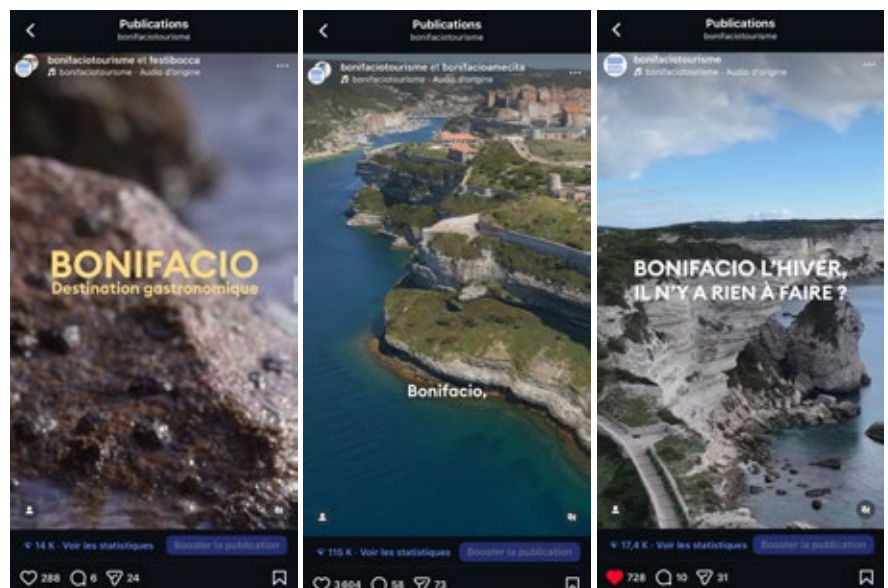 Publications
bonifaciotourisme
bonifaciotourisme et festibocca
bonifaciotourisme · Audio d'origine
BONIFACIO
Destination gastronomique
14 K · Voir les statistiques
Booster la publication
288 6 24
Publications
bonifaciotourisme
bonifaciotourisme et bonifacioamecita
bonifaciotourisme · Audio d'origine
Bonifacio,
115 K · Voir les statistiques
Booster la publication
3604 58 73
Publications
bonifaciotourisme
bonifaciotourisme
bonifaciotourisme · Audio d'origine
BONIFACIO L'HIVER,
IL N'Y A RIEN À FAIRE ?
17,4 K · Voir les statistiques
Booster la publication
728 10 31